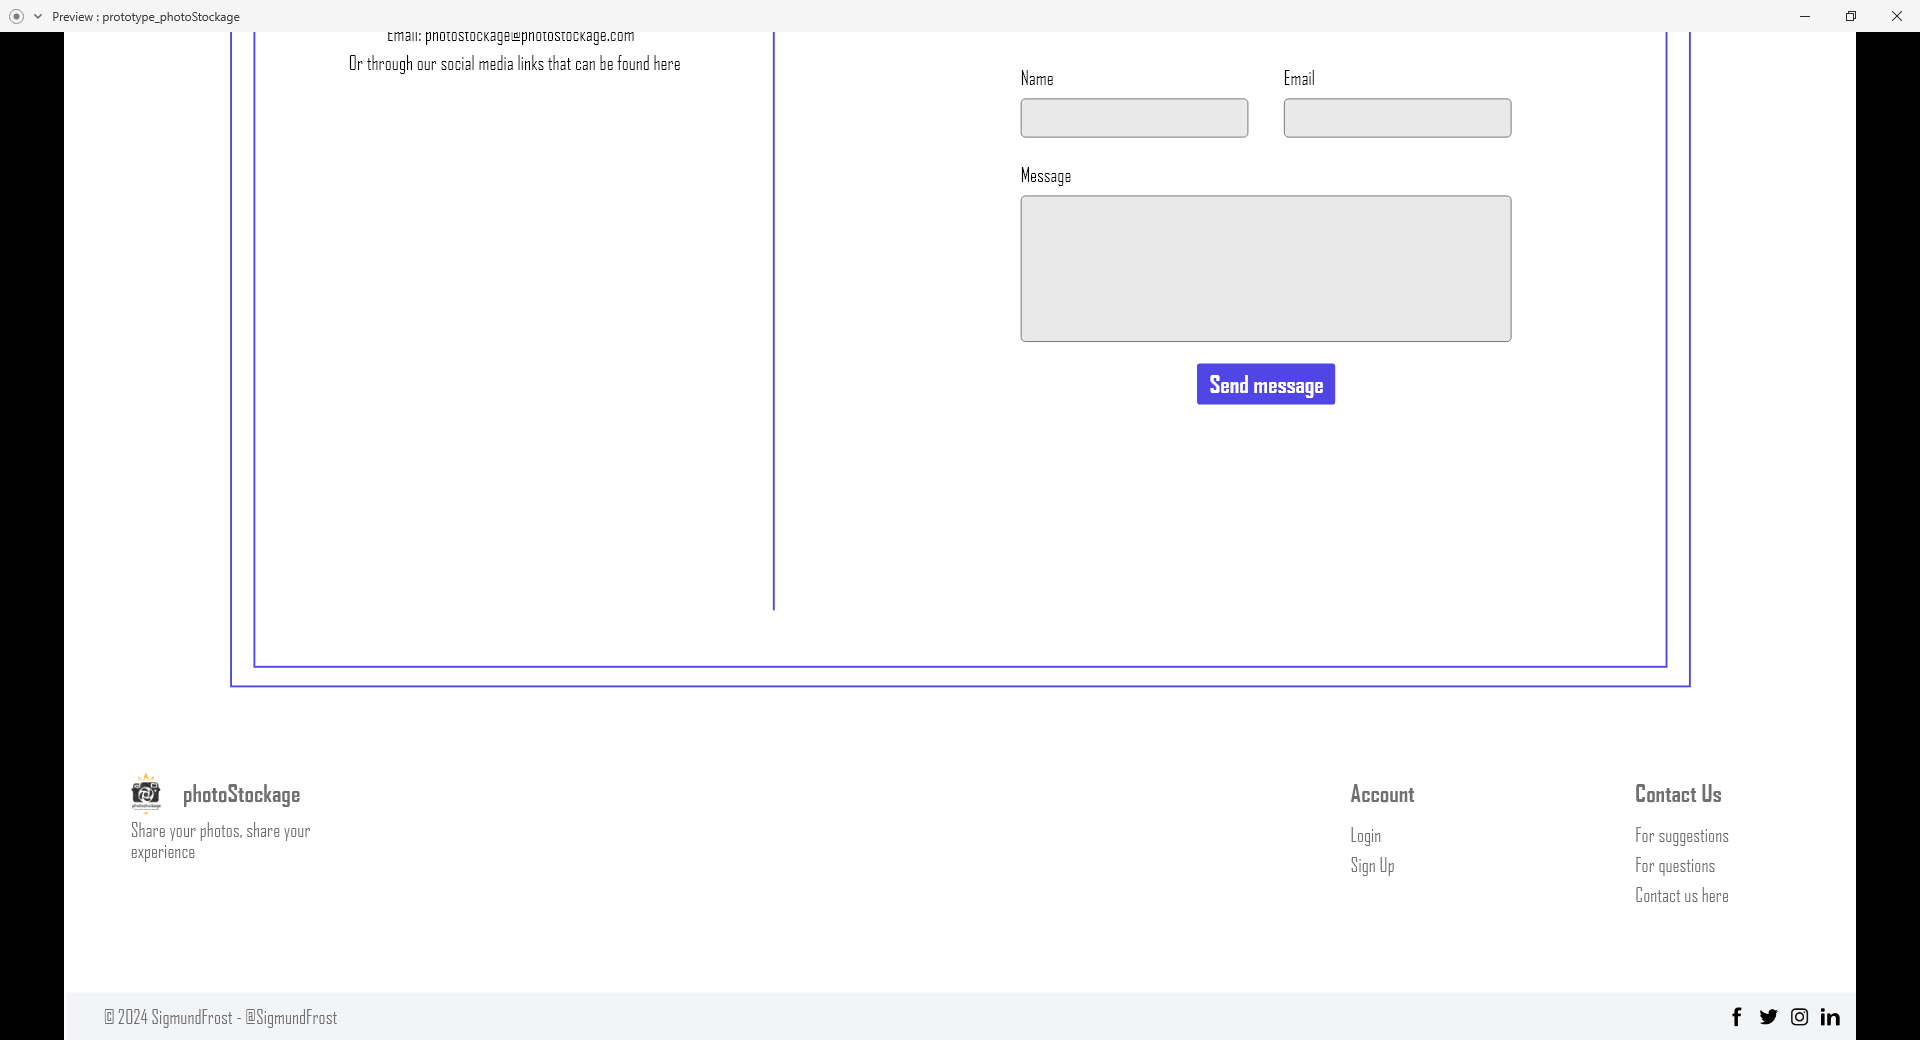 Preview : prototype_photoStockage
Email: photostockage@photostockage.com
Or through our social media links that can be found here
Name
Email
Message
Send message
photoStockage
Share your photos, share your
experience
Account
Login
Sign Up
Contact Us
For suggestions
For questions
Contact us here
© 2024 SigmundFrost - @SigmundFrost